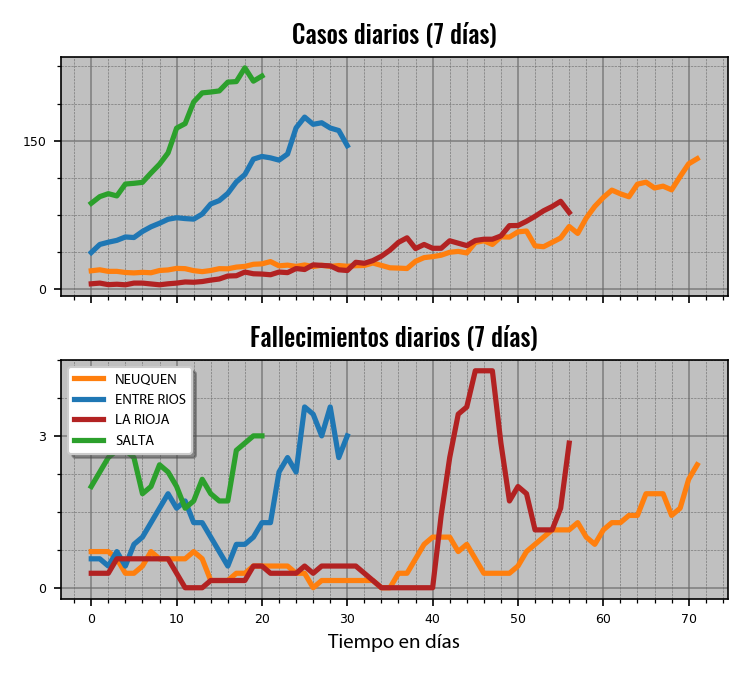 Casos diarios (7 días)
150
0
Fallecimientos diarios (7 días)
NEUQUEN
ENTRE RIOS
LA RIOJA
SALTA
3
0
0 10 20 30 40 50 60 70
Tiempo en días